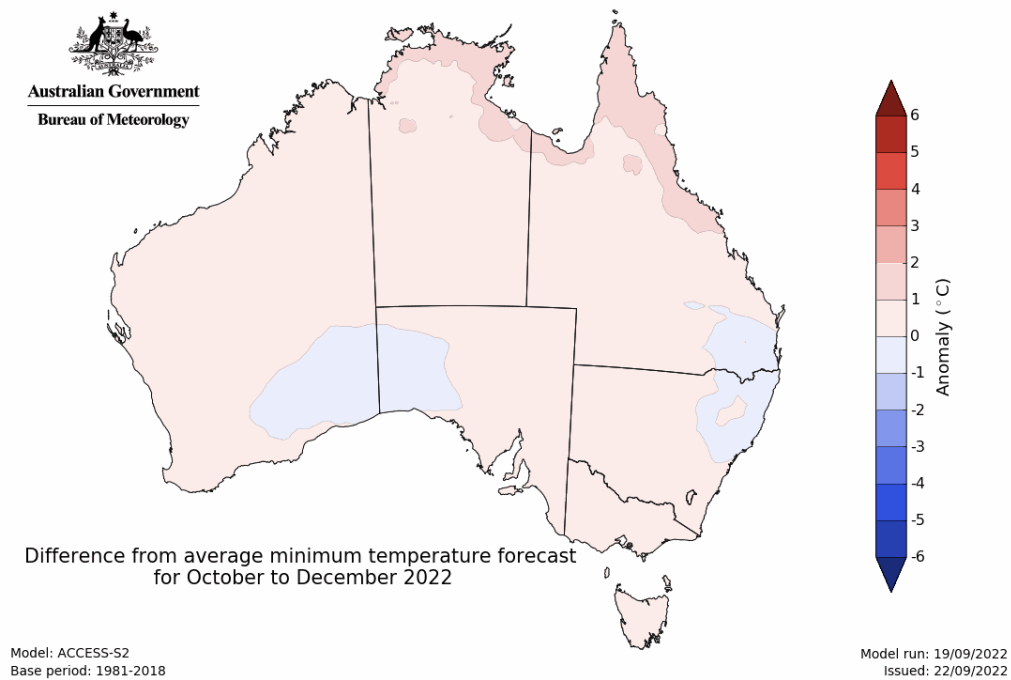 Australian Government
Bureau of Meteorology
6
5
4
3
2
1
0
-1
-2
-3
-4
-5
-6
Anomaly (°C)
Difference from average minimum temperature forecast
for October to December 2022
Model: ACCESS-S2
Base period: 1981-2018
Model run: 19/09/2022
Issued: 22/09/2022